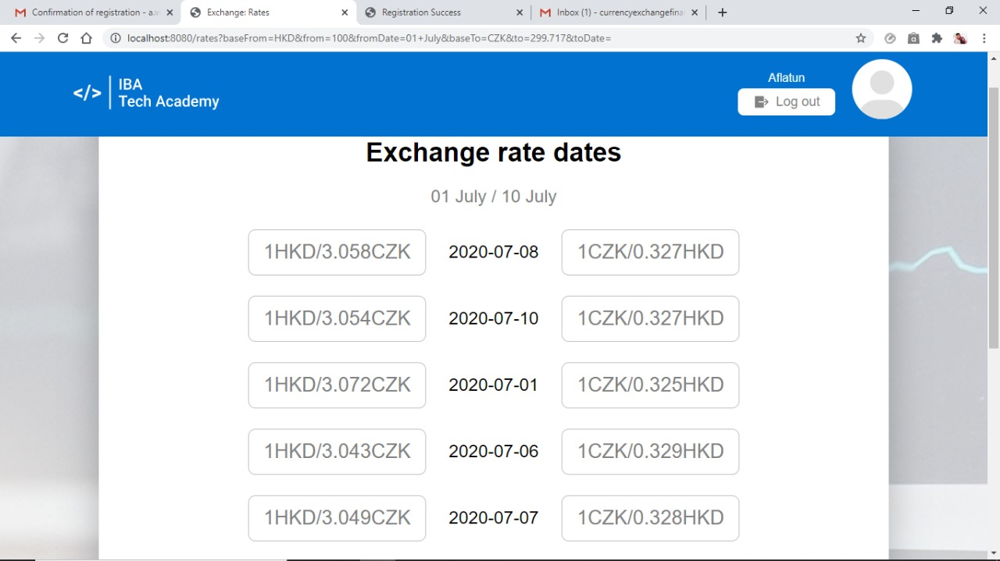 Confirmation of registration - a.v
Exchange: Rates
Registration Success
Inbox (1) - currencyexchangefina
localhost:8080/rates?baseFrom=HKD&from=100&fromDate=01+July&baseTo=CZK&to=299.717&toDate=
</>
IBA
Tech Academy
Aflatun
Log out
Exchange rate dates
01 July / 10 July
1HKD/3.058CZK 2020-07-08 1CZK/0.327HKD
1HKD/3.054CZK 2020-07-10 1CZK/0.327HKD
1HKD/3.072CZK 2020-07-01 1CZK/0.325HKD
1HKD/3.043CZK 2020-07-06 1CZK/0.329HKD
1HKD/3.049CZK 2020-07-07 1CZK/0.328HKD